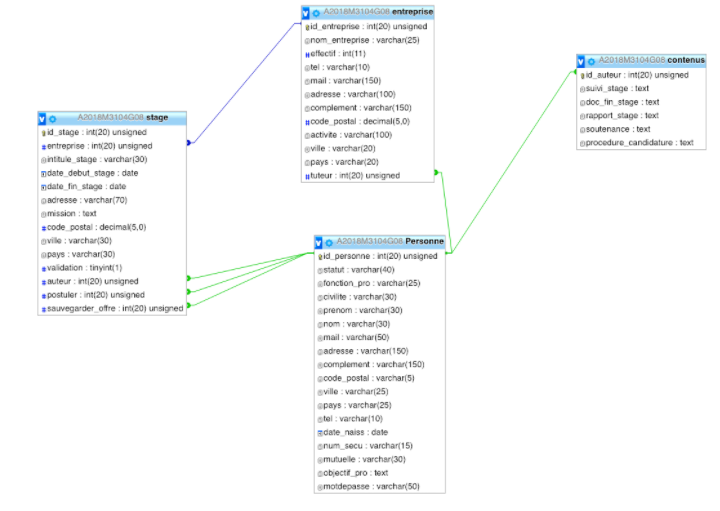 A2018M3104G08 entreprise
id_entreprise : int(20) unsigned
nom_entreprise : varchar(25)
effectif : int(11)
tel : varchar(10)
mail : varchar(150)
adresse : varchar(100)
complement : varchar(150)
code_postal : decimal(5,0)
activite : varchar(100)
ville : varchar(20)
pays : varchar(20)
tuteur : int(20) unsigned
A2018M3104G08 contenus
id_auteur : int(20) unsigned
suivi_stage : text
doc_fin_stage : text
rapport_stage : text
soutenance : text
procedure_candidature : text
A2018M3104G08 stage
id_stage : int(20) unsigned
entreprise : int(20) unsigned
intitule_stage : varchar(30)
date_debut_stage : date
date_fin_stage : date
adresse : varchar(70)
mission : text
code_postal : decimal(5,0)
ville : varchar(30)
pays : varchar(30)
validation : tinyint(1)
auteur : int(20) unsigned
postuler : int(20) unsigned
sauvegarder_offre : int(20) unsigned
A2018M3104G08 Personne
id_personne : int(20) unsigned
statut : varchar(40)
fonction_pro : varchar(25)
civilite : varchar(30)
prenom : varchar(30)
nom : varchar(30)
mail : varchar(50)
adresse : varchar(150)
complement : varchar(150)
code_postal : varchar(5)
ville : varchar(25)
pays : varchar(25)
tel : varchar(10)
date_naiss : date
num_secu : varchar(15)
mutuelle : varchar(30)
objectif_pro : text
motdepasse : varchar(50)